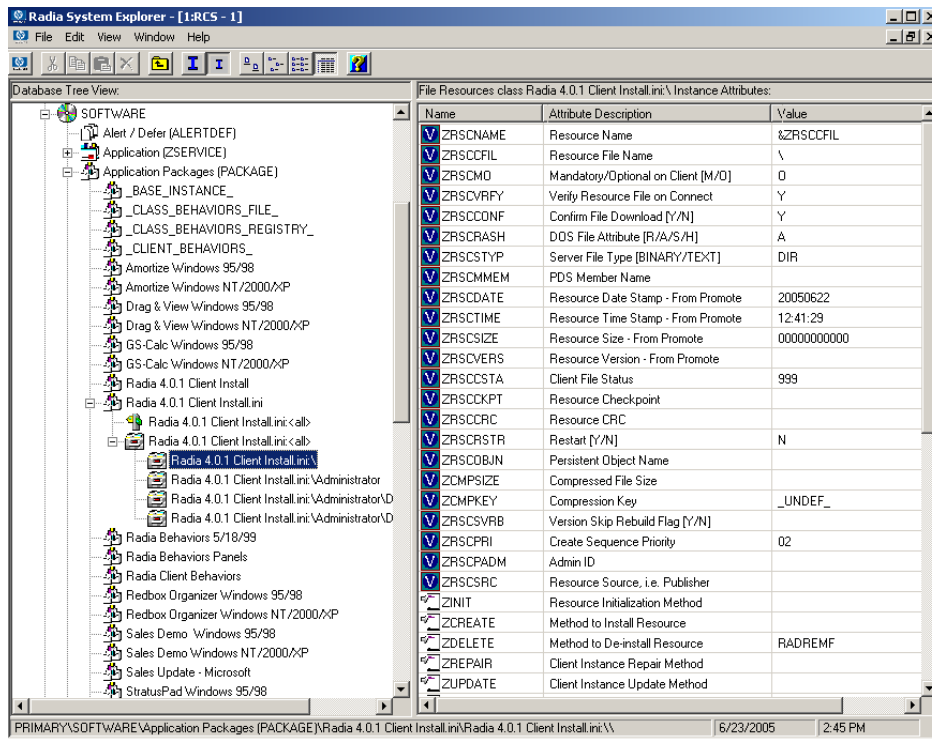 Radia System Explorer - [1:RCS - 1]
File Edit View Window Help
Database Tree View:
SOFTWARE
Alert / Defer (ALERTDEF)
Application (ZSERVICE)
Application Packages (PACKAGE)
_BASE_INSTANCE_
_CLASS_BEHAVIORS_FILE_
_CLASS_BEHAVIORS_REGISTRY_
_CLIENT_BEHAVIORS_
Amortize Windows 95/98
Amortize Windows NT/2000/XP
Drag & View Windows 95/98
Drag & View Windows NT/2000/XP
GS-Calc Windows 95/98
GS-Calc Windows NT/2000/XP
Radia 4.0.1 Client Install
Radia 4.0.1 Client Install.ini
Radia 4.0.1 Client Install.ini:<all>
Radia 4.0.1 Client Install.ini:<all>
Radia 4.0.1 Client Install.ini:\
Radia 4.0.1 Client Install.ini:\Administrator
Radia 4.0.1 Client Install.ini:\Administrator\D
Radia 4.0.1 Client Install.ini:\Administrator\D
Radia Behaviors 5/18/99
Radia Behaviors Panels
Radia Client Behaviors
Redbox Organizer Windows 95/98
Redbox Organizer Windows NT/2000/XP
Sales Demo Windows 95/98
Sales Demo Windows NT/2000/XP
Sales Update - Microsoft
StratusPad Windows 95/98
File Resources class Radia 4.0.1 Client Install.ini:\ Instance Attributes:
Name Attribute Description Value
ZRSCNAME Resource Name &ZRSCCFIL
ZRSCCFIL Resource File Name \
ZRSCMO Mandatory/Optional on Client [M/O] O
ZRSCVRFY Verify Resource File on Connect Y
ZRSCCONF Confirm File Download [Y/N] Y
ZRSCRASH DOS File Attribute [R/A/S/H] A
ZRSCSTYP Server File Type [BINARY/TEXT] DIR
ZRSCMMEM PDS Member Name
ZRSCDATE Resource Date Stamp - From Promote 20050622
ZRSCTIME Resource Time Stamp - From Promote 12:41:29
ZRSCSIZE Resource Size - From Promote 00000000000
ZRSCVERS Resource Version - From Promote
ZRSCCSTA Client File Status 999
ZRSCCKPT Resource Checkpoint
ZRSCCRC Resource CRC
ZRSCRSTR Restart [Y/N] N
ZRSCOBJN Persistent Object Name
ZCMPSIZE Compressed File Size
ZCMPKEY Compression Key _UNDEF_
ZRSCSVRB Version Skip Rebuild Flag [Y/N]
ZRSCPRI Create Sequence Priority 02
ZRSCPADM Admin ID
ZRSCSRC Resource Source, i.e. Publisher
ZINIT Resource Initialization Method
ZCREATE Method to Install Resource
ZDELETE Method to De-install Resource RADREMF
ZREPAIR Client Instance Repair Method
ZUPDATE Client Instance Update Method
PRIMARY\SOFTWARE\Application Packages (PACKAGE)\Radia 4.0.1 Client Install.ini\Radia 4.0.1 Client Install.ini:\\ 6/23/2005 2:45 PM